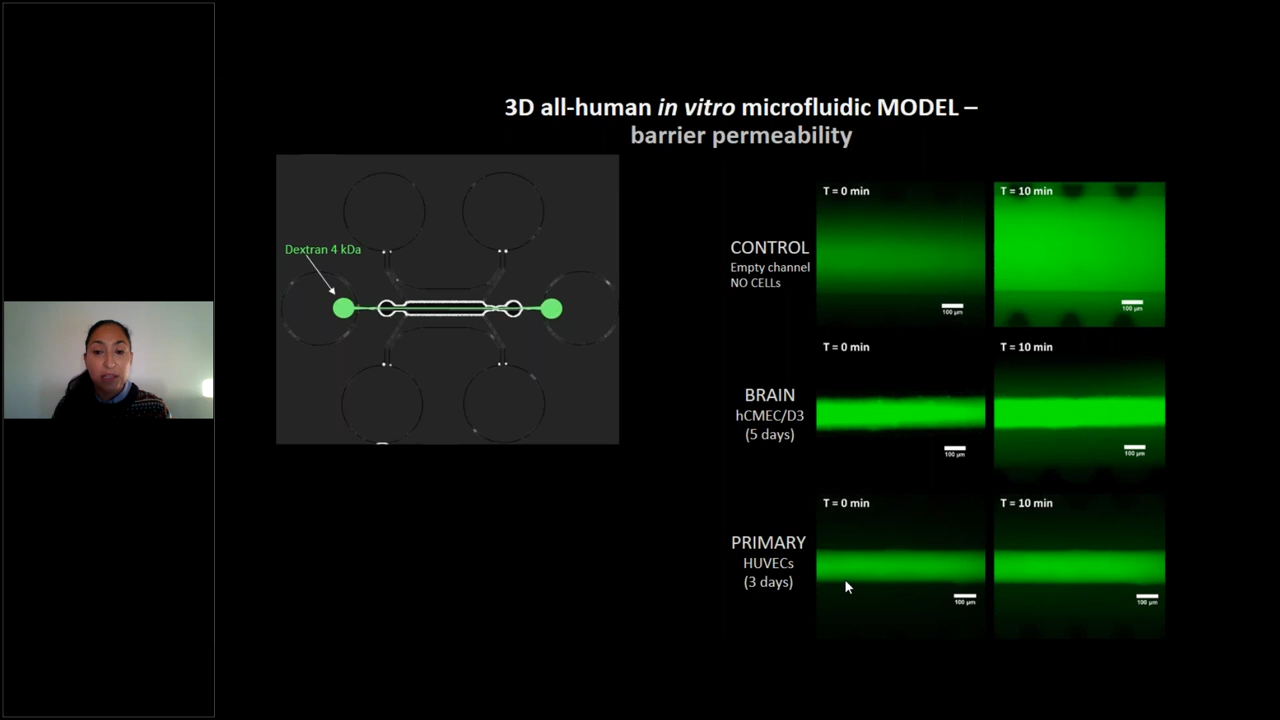 3D all-human in vitro microfluidic MODEL –
barrier permeability
Dextran 4 kDa
CONTROL
Empty channel
NO CELLs
T = 0 min
100 µm
T = 10 min
100 µm
BRAIN
hCMEC/D3
(5 days)
T = 0 min
100 µm
T = 10 min
100 µm
PRIMARY
HUVECs
(3 days)
T = 0 min
100 µm
T = 10 min
100 µm